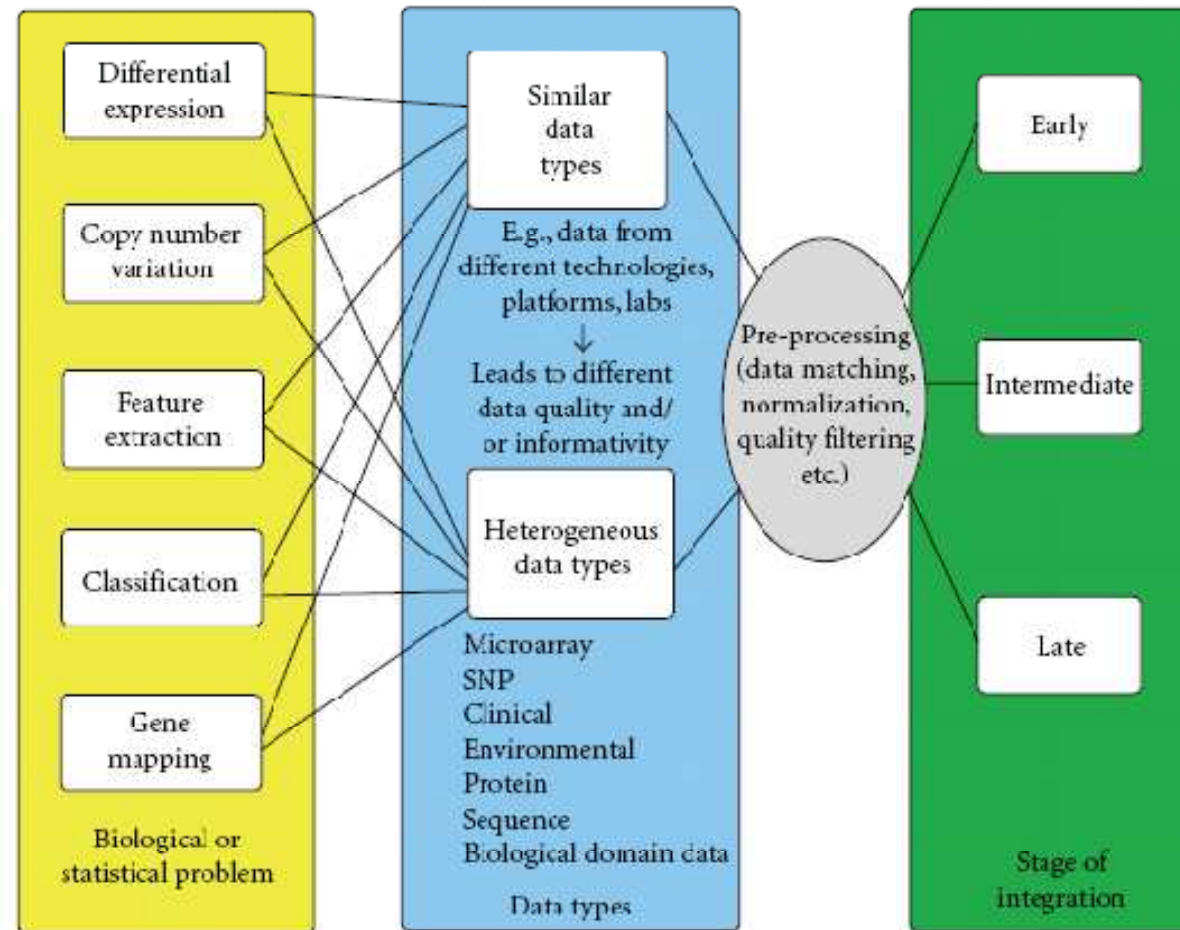 Differential
expression
Copy number
variation
Feature
extraction
Classification
Gene
mapping
Biological or
statistical problem
Similar
data
types
E.g., data from
different technologies,
platforms, labs
↓
Leads to different
data quality and/
or informativity
Heterogeneous
data types
Microarray
SNP
Clinical
Environmental
Protein
Sequence
Biological domain data
Data types
Pre-processing
(data matching,
normalization,
quality filtering
etc.)
Early
Intermediate
Late
Stage of
integration